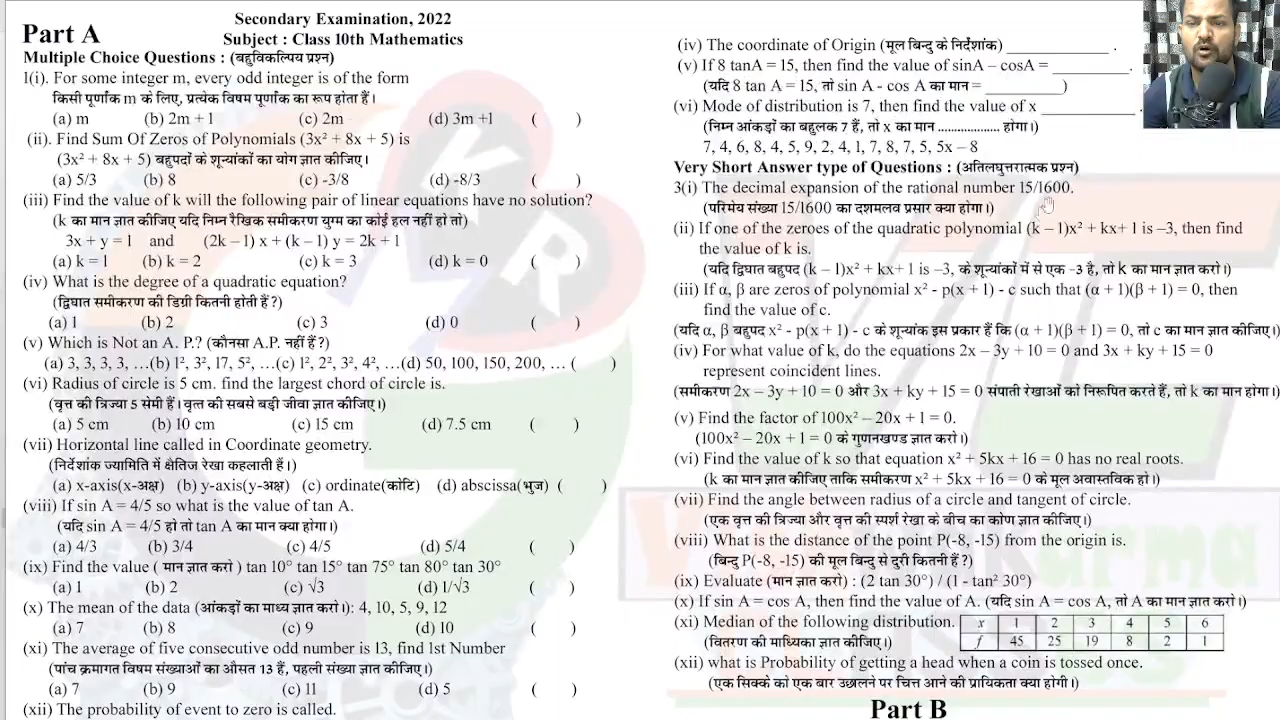 Secondary Examination, 2022
Part A
Subject : Class 10th Mathematics
Multiple Choice Questions : (बहुविकल्पिय प्रश्न)
1(i). For some integer m, every odd integer is of the form
किसी पूर्णांक m के लिए, प्रत्येक विषम पूर्णांक का रूप होता हैं।
(a) m (b) 2m + 1 (c) 2m (d) 3m +1 ( )
(ii). Find Sum Of Zeros of Polynomials (3x² + 8x + 5) is
(3x² + 8x + 5) बहुपदों के शून्यांकों का योग ज्ञात कीजिए।
(a) 5/3 (b) 8 (c) -3/8 (d) -8/3 ( )
(iii) Find the value of k will the following pair of linear equations have no solution?
(k का मान ज्ञात कीजिए यदि निम्न रैखिक समीकरण युग्म का कोई हल नहीं हो तो)
3x + y = 1 and (2k – 1) x + (k – 1) y = 2k + 1
(a) k = 1 (b) k = 2 (c) k = 3 (d) k = 0 ( )
(iv) What is the degree of a quadratic equation?
(द्विघात समीकरण की डिग्री कितनी होती हैं?)
(a) 1 (b) 2 (c) 3 (d) 0 ( )
(v) Which is Not an A. P.? (कौनसा A.P. नहीं हैं?)
(a) 3, 3, 3, 3, …(b) 1², 3², 17, 5², …(c) 1², 2², 3², 4², …(d) 50, 100, 150, 200, … ( )
(vi) Radius of circle is 5 cm. find the largest chord of circle is.
(वृत्त की त्रिज्या 5 सेमी हैं। वृत्त की सबसे बड़ी जीवा ज्ञात कीजिए।)
(a) 5 cm (b) 10 cm (c) 15 cm (d) 7.5 cm ( )
(vii) Horizontal line called in Coordinate geometry.
(निर्देशांक ज्यामिति में क्षैतिज रेखा कहलाती हैं।)
(a) x-axis(x-अक्ष) (b) y-axis(y-अक्ष) (c) ordinate(कोटि) (d) abscissa(भुज) ( )
(viii) If sin A = 4/5 so what is the value of tan A.
(यदि sin A = 4/5 हो तो tan A का मान क्या होगा।)
(a) 4/3 (b) 3/4 (c) 4/5 (d) 5/4 ( )
(ix) Find the value ( मान ज्ञात करो ) tan 10° tan 15° tan 75° tan 80° tan 30°
(a) 1 (b) 2 (c) √3 (d) 1/√3 ( )
(x) The mean of the data (आंकड़ों का माध्य ज्ञात करो।): 4, 10, 5, 9, 12
(a) 7 (b) 8 (c) 9 (d) 10 ( )
(xi) The average of five consecutive odd number is 13, find 1st Number
(पांच क्रमागत विषम संख्याओं का औसत 13 हैं, पहली संख्या ज्ञात कीजिए।)
(a) 7 (b) 9 (c) 11 (d) 5 ( )
(xii) The probability of event to zero is called.
(iv) The coordinate of Origin (मूल बिन्दु के निर्देशांक) ____________ .
(v) If 8 tanA = 15, then find the value of sinA – cosA = _________.
(यदि 8 tan A = 15, तो sin A - cos A का मान = _________)
(vi) Mode of distribution is 7, then find the value of x ___________
(निम्न आंकड़ों का बहुलक 7 हैं, तो x का मान .................... होगा।)
7, 4, 6, 8, 4, 5, 9, 2, 4, 1, 7, 8, 7, 5, 5x – 8
Very Short Answer type of Questions : (अतिलघुत्तरात्मक प्रश्न)
3(i) The decimal expansion of the rational number 15/1600.
(परिमेय संख्या 15/1600 का दशमलव प्रसार क्या होगा।)
(ii) If one of the zeroes of the quadratic polynomial (k – 1)x² + kx+ 1 is –3, then find
the value of k is.
(यदि द्विघात बहुपद (k – 1)x² + kx+ 1 is –3, के शून्यांकों में से एक -3 है, तो k का मान ज्ञात करो।)
(iii) If α, β are zeros of polynomial x² - p(x + 1) - c such that (α + 1)(β + 1) = 0, then
find the value of c.
(यदि α, β बहुपद x² - p(x + 1) - c के शून्यांक इस प्रकार हैं कि (α + 1)(β + 1) = 0, तो c का मान ज्ञात कीजिए।)
(iv) For what value of k, do the equations 2x – 3y + 10 = 0 and 3x + ky + 15 = 0
represent coincident lines.
(समीकरण 2x – 3y + 10 = 0 और 3x + ky + 15 = 0 संपाती रेखाओं को निरूपित करते हैं, तो k का मान होगा।)
(v) Find the factor of 100x² – 20x + 1 = 0.
(100x² – 20x + 1 = 0 के गुणनखण्ड ज्ञात करो।)
(vi) Find the value of k so that equation x² + 5kx + 16 = 0 has no real roots.
(k का मान ज्ञात कीजिए ताकि समीकरण x² + 5kx + 16 = 0 के मूल अवास्तविक हो।)
(vii) Find the angle between radius of a circle and tangent of circle.
(एक वृत्त की त्रिज्या और वृत्त की स्पर्श रेखा के बीच का कोण ज्ञात कीजिए।)
(viii) What is the distance of the point P(-8, -15) from the origin is.
(बिन्दु P(-8, -15) की मूल बिन्दु से दुरी कितनी हैं ?)
(ix) Evaluate (मान ज्ञात करो) : (2 tan 30°) / (1 - tan² 30°)
(x) If sin A = cos A, then find the value of A. (यदि sin A = cos A, तो A का मान ज्ञात करो।)
(xi) Median of the following distribution. x 1 2 3 4 5 6
(वितरण की माध्यिका ज्ञात कीजिए।) f 45 25 19 8 2 1
(xii) what is Probability of getting a head when a coin is tossed once.
(एक सिक्के को एक बार उछालने पर चित्त आने की प्रायिकता क्या होगी।)
Part B